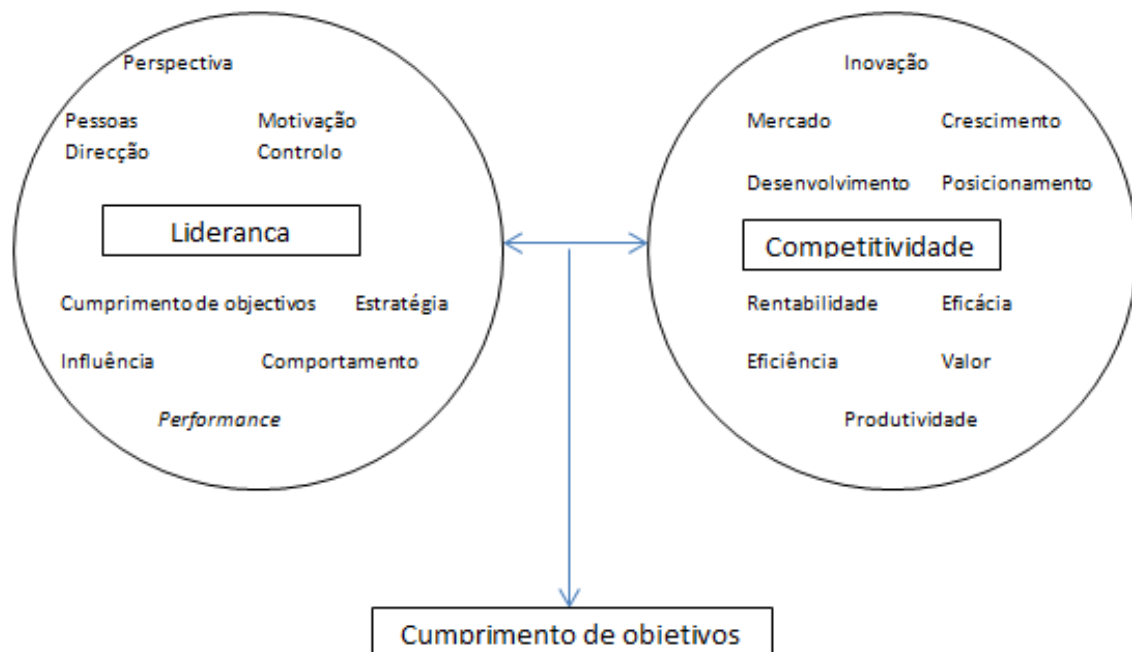 Perspectiva
Pessoas Motivação
Direcção Controlo
Lideranca
Cumprimento de objectivos Estratégia
Influência Comportamento
Performance
Inovação
Mercado Crescimento
Desenvolvimento Posicionamento
Competitividade
Rentabilidade Eficácia
Eficiência Valor
Produtividade
Cumprimento de objetivos